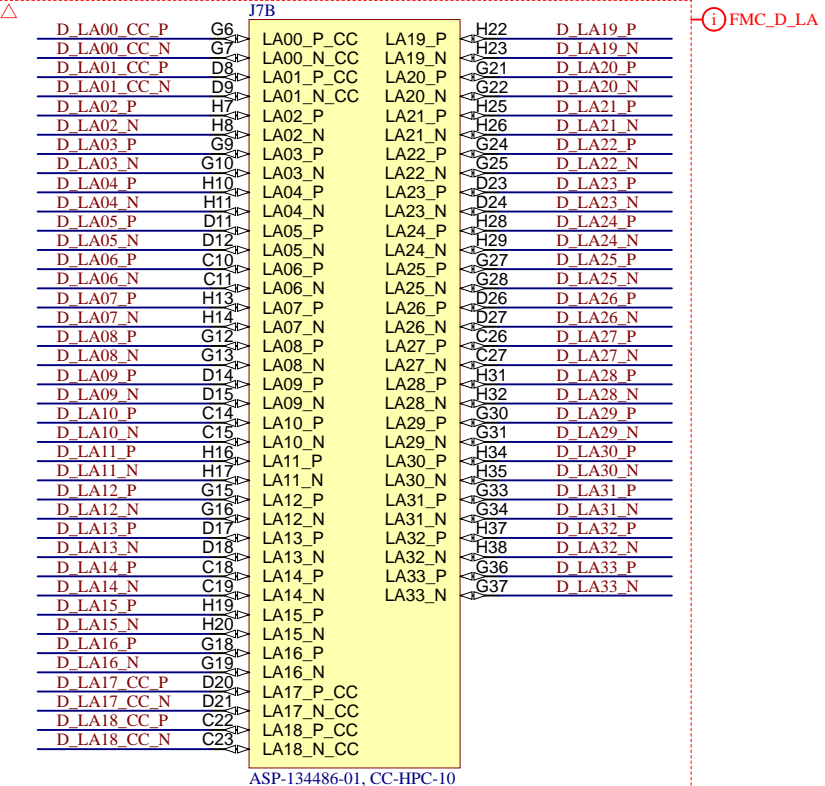 J7B
FMC_D_LA
D_LA00_CC_P G6 LA00_P_CC LA19_P H22 D_LA19_P
D_LA00_CC_N G7 LA00_N_CC LA19_N H23 D_LA19_N
D_LA01_CC_P D8 LA01_P_CC LA20_P G21 D_LA20_P
D_LA01_CC_N D9 LA01_N_CC LA20_N G22 D_LA20_N
D_LA02_P H7 LA02_P LA21_P H25 D_LA21_P
D_LA02_N H8 LA02_N LA21_N H26 D_LA21_N
D_LA03_P G9 LA03_P LA22_P G24 D_LA22_P
D_LA03_N G10 LA03_N LA22_N G25 D_LA22_N
D_LA04_P H10 LA04_P LA23_P D23 D_LA23_P
D_LA04_N H11 LA04_N LA23_N D24 D_LA23_N
D_LA05_P D11 LA05_P LA24_P H28 D_LA24_P
D_LA05_N D12 LA05_N LA24_N H29 D_LA24_N
D_LA06_P C10 LA06_P LA25_P G27 D_LA25_P
D_LA06_N C11 LA06_N LA25_N G28 D_LA25_N
D_LA07_P H13 LA07_P LA26_P D26 D_LA26_P
D_LA07_N H14 LA07_N LA26_N D27 D_LA26_N
D_LA08_P G12 LA08_P LA27_P C26 D_LA27_P
D_LA08_N G13 LA08_N LA27_N C27 D_LA27_N
D_LA09_P D14 LA09_P LA28_P H31 D_LA28_P
D_LA09_N D15 LA09_N LA28_N H32 D_LA28_N
D_LA10_P C14 LA10_P LA29_P G30 D_LA29_P
D_LA10_N C15 LA10_N LA29_N G31 D_LA29_N
D_LA11_P H16 LA11_P LA30_P H34 D_LA30_P
D_LA11_N H17 LA11_N LA30_N H35 D_LA30_N
D_LA12_P G15 LA12_P LA31_P G33 D_LA31_P
D_LA12_N G16 LA12_N LA31_N G34 D_LA31_N
D_LA13_P D17 LA13_P LA32_P H37 D_LA32_P
D_LA13_N D18 LA13_N LA32_N H38 D_LA32_N
D_LA14_P C18 LA14_P LA33_P G36 D_LA33_P
D_LA14_N C19 LA14_N LA33_N G37 D_LA33_N
D_LA15_P H19 LA15_P
D_LA15_N H20 LA15_N
D_LA16_P G18 LA16_P
D_LA16_N G19 LA16_N
D_LA17_CC_P D20 LA17_P_CC
D_LA17_CC_N D21 LA17_N_CC
D_LA18_CC_P C22 LA18_P_CC
D_LA18_CC_N C23 LA18_N_CC
ASP-134486-01, CC-HPC-10